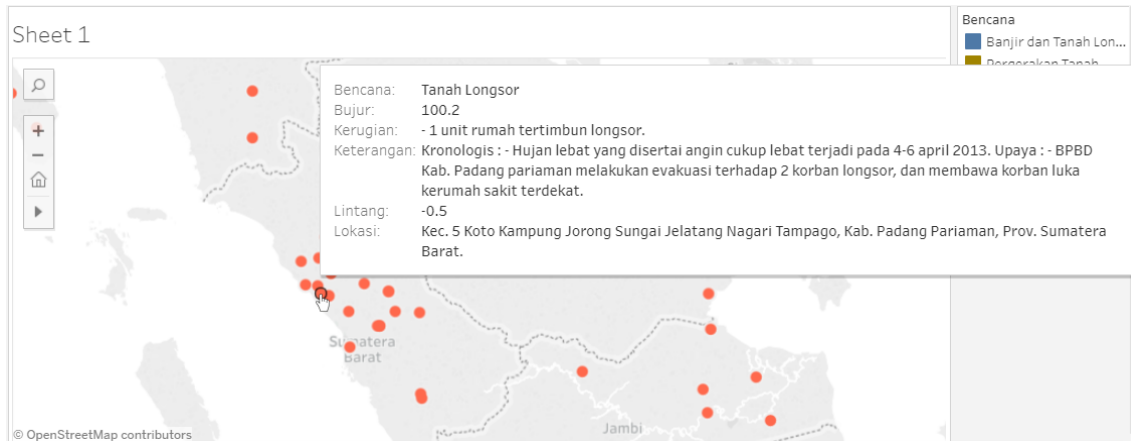 Sheet 1
Bencana
Banjir dan Tanah Lon...
Pergerakan Tanah
Bencana: Tanah Longsor
Bujur: 100.2
Kerugian: - 1 unit rumah tertimbun longsor.
Keterangan: Kronologis : - Hujan lebat yang disertai angin cukup lebat terjadi pada 4-6 april 2013. Upaya : - BPBD
Kab. Padang pariaman melakukan evakuasi terhadap 2 korban longsor, dan membawa korban luka
kerumah sakit terdekat.
Lintang: -0.5
Lokasi: Kec. 5 Koto Kampung Jorong Sungai Jelatang Nagari Tampago, Kab. Padang Pariaman, Prov. Sumatera
Barat.
Sumatera
Barat
Jambi
© OpenStreetMap contributors